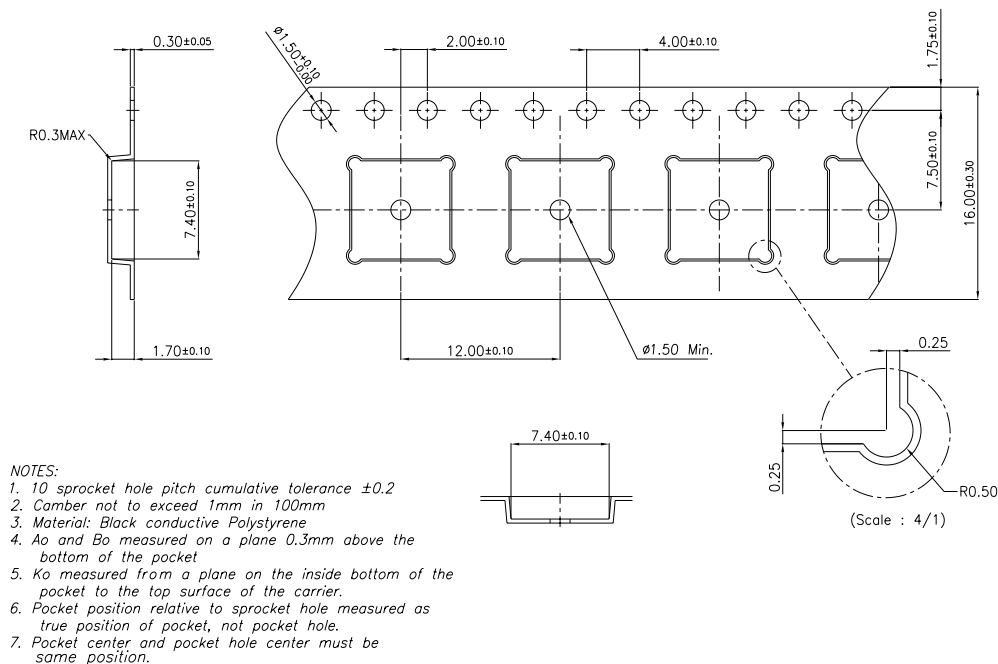 0.30±0.05
ø1.50+0.10
-0.00
2.00±0.10
4.00±0.10
1.75±0.10
R0.3MAX
7.40±0.10
7.50±0.10
16.00±0.30
1.70±0.10
12.00±0.10
ø1.50 Min.
0.25
7.40±0.10
0.25
R0.50
(Scale : 4/1)
NOTES:
1. 10 sprocket hole pitch cumulative tolerance ±0.2
2. Camber not to exceed 1mm in 100mm
3. Material: Black conductive Polystyrene
4. Ao and Bo measured on a plane 0.3mm above the
bottom of the pocket
5. Ko measured from a plane on the inside bottom of the
pocket to the top surface of the carrier.
6. Pocket position relative to sprocket hole measured as
true position of pocket, not pocket hole.
7. Pocket center and pocket hole center must be
same position.